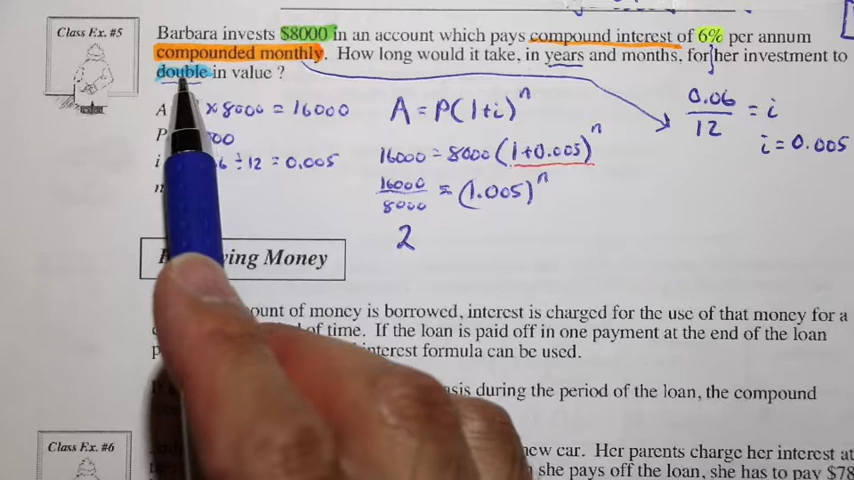 Class Ex. #5
Barbara invests $8000 in an account which pays compound interest of 6% per annum
compounded monthly. How long would it take, in years and months, for her investment to
double in value ?
A × 8000 = 16000
P 00
i 6 ÷ 12 = 0.005
n
A = P(1+i)^n
16000 = 8000(1+0.005)^n
16000/8000 = (1.005)^n
2
0.06/12 = i
i = 0.005
ing Money
ount of money is borrowed, interest is charged for the use of that money for a
of time. If the loan is paid off in one payment at the end of the loan
interest formula can be used.
sis during the period of the loan, the compound
Class Ex. #6
new car. Her parents charge her interest at
she pays off the loan, she has to pay $78